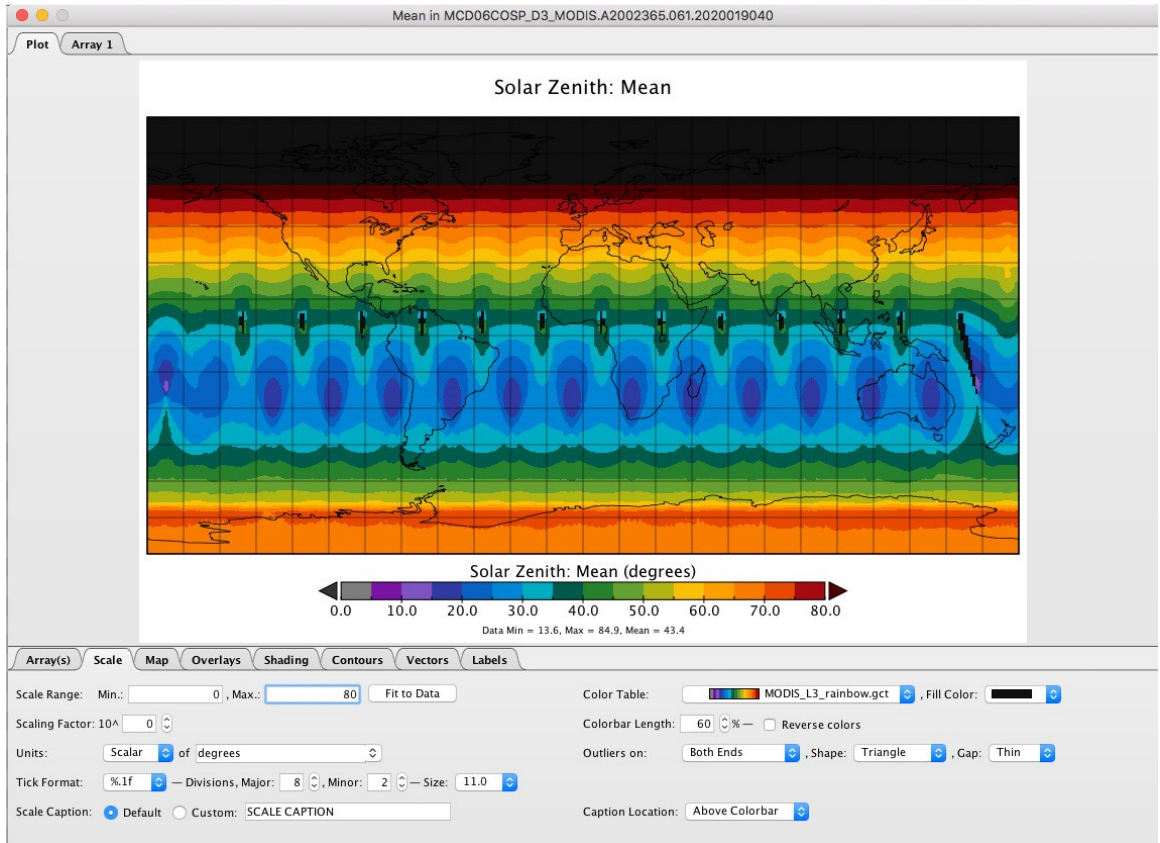 Mean in MCD06COSP_D3_MODIS.A2002365.061.2020019040
Plot Array 1
Solar Zenith: Mean
Solar Zenith: Mean (degrees)
0.0 10.0 20.0 30.0 40.0 50.0 60.0 70.0 80.0
Data Min = 13.6, Max = 84.9, Mean = 43.4
Array(s) Scale Map Overlays Shading Contours Vectors Labels
Scale Range: Min.: 0 , Max.: 80 Fit to Data Color Table: MODIS_L3_rainbow.gct , Fill Color:
Scaling Factor: 10^ 0 Colorbar Length: 60 % — Reverse colors
Units: Scalar of degrees Outliers on: Both Ends , Shape: Triangle , Gap: Thin
Tick Format: %.1f — Divisions, Major: 8 , Minor: 2 — Size: 11.0
Scale Caption: Default Custom: SCALE CAPTION Caption Location: Above Colorbar